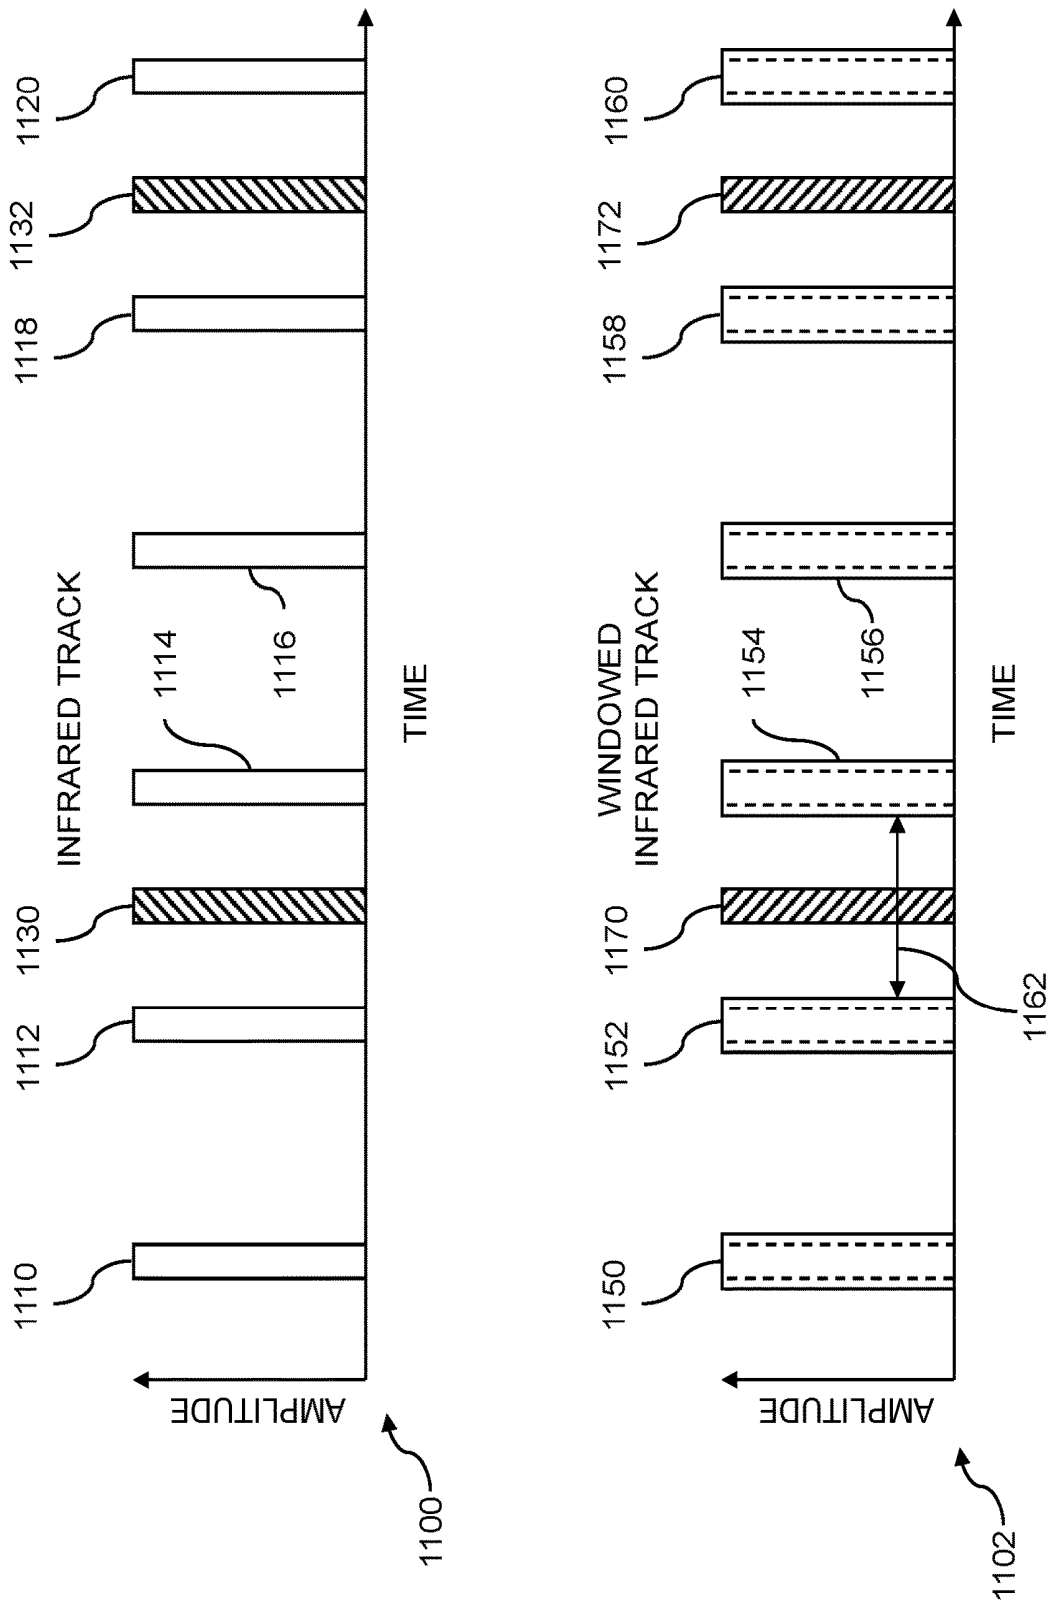 INFRARED TRACK
1110
1112
1130
1114
1116
1118
1132
1120
AMPLITUDE
TIME
1100
WINDOWED
INFRARED TRACK
1150
1152
1170
1154
1156
1158
1172
1160
1162
AMPLITUDE
TIME
1102